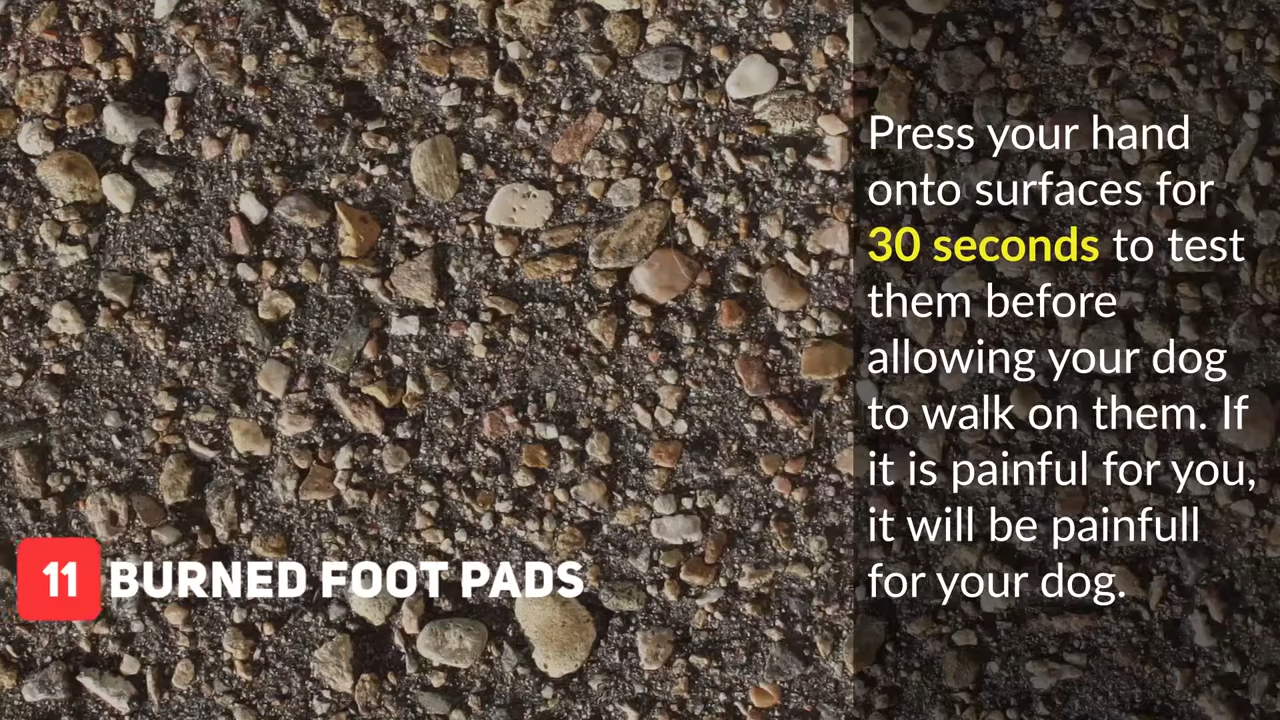 11 BURNED FOOT PADS
Press your hand
onto surfaces for
30 seconds to test
them before
allowing your dog
to walk on them. If
it is painful for you,
it will be painfull
for your dog.